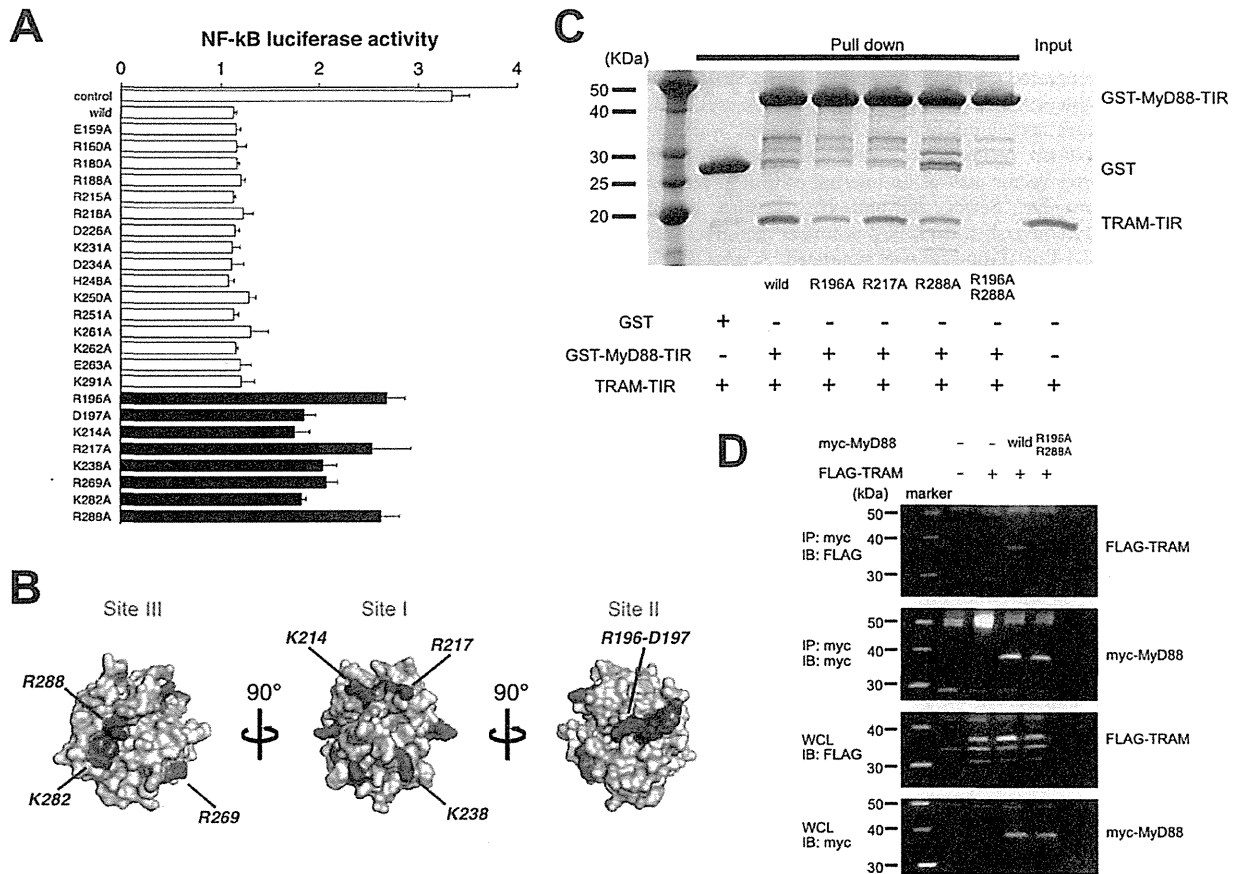 A
NF-kB luciferase activity
0 1 2 3 4
control
wild
E159A
R160A
R180A
R188A
R215A
R218A
D226A
K231A
D234A
H248A
K250A
R251A
K261A
K262A
E263A
K291A
R196A
D197A
K214A
R217A
K238A
R269A
K282A
R288A
B
Site III
Site I
Site II
R288
K282
R269
90°
K214
R217
K238
90°
R196-D197
C
Pull down
Input
(KDa)
50
40
30
25
20
GST-MyD88-TIR
GST
TRAM-TIR
wild R196A R217A R288A R196A
R288A
GST + - - - - - -
GST-MyD88-TIR - + + + + + -
TRAM-TIR + + + + + + +
D
myc-MyD88 - - wild R196A
R288A
FLAG-TRAM - + + +
(kDa) marker
50
40
30
IP: myc
IB: FLAG
FLAG-TRAM
50
40
30
IP: myc
IB: myc
myc-MyD88
40
30
WCL
IB: FLAG
FLAG-TRAM
50
40
30
WCL
IB: myc
myc-MyD88